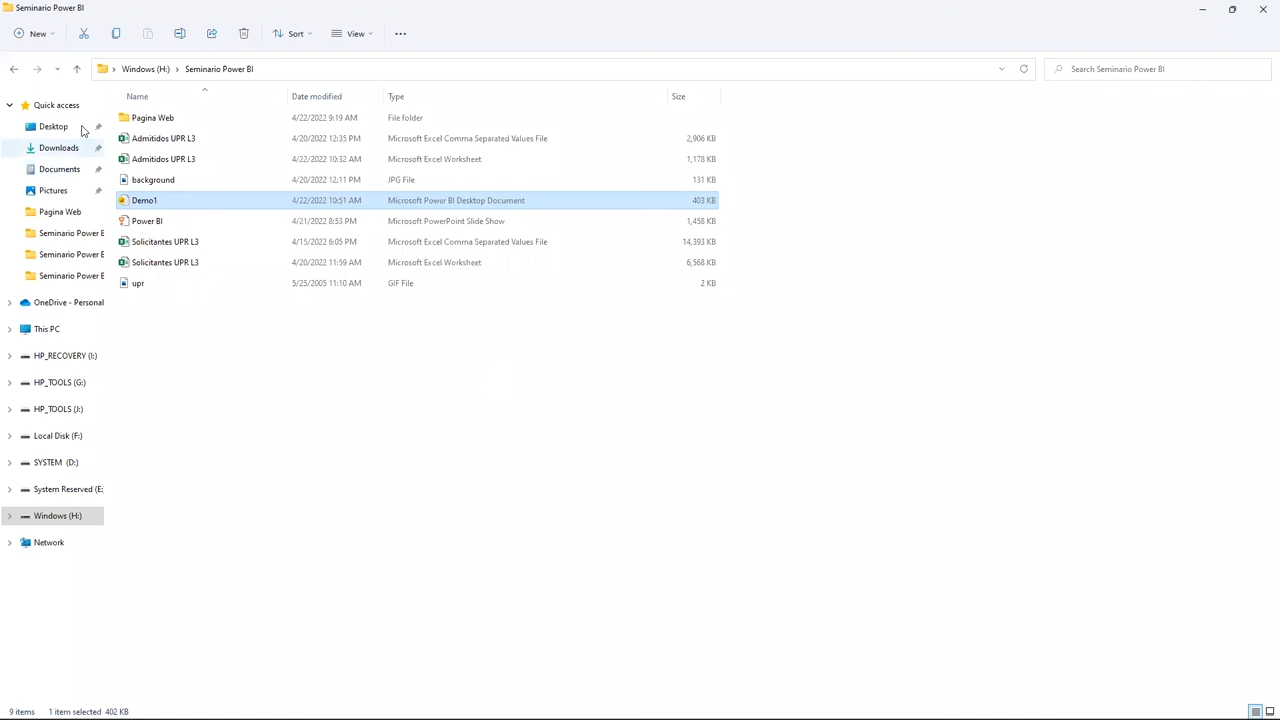 Seminario Power BI
New
Sort
View
Windows (H:) > Seminario Power BI
Search Seminario Power BI
Name Date modified Type Size
Quick access
Desktop
Downloads
Documents
Pictures
Pagina Web
Seminario Power E
Seminario Power E
Seminario Power E
OneDrive - Personal
This PC
HP_RECOVERY (I:)
HP_TOOLS (G:)
HP_TOOLS (J:)
Local Disk (F:)
SYSTEM (D:)
System Reserved (E:
Windows (H:)
Network
Pagina Web 4/22/2022 9:19 AM File folder
Admitidos UPR L3 4/20/2022 12:35 PM Microsoft Excel Comma Separated Values File 2,906 KB
Admitidos UPR L3 4/22/2022 10:32 AM Microsoft Excel Worksheet 1,178 KB
background 4/20/2022 12:11 PM JPG File 131 KB
Demo1 4/22/2022 10:51 AM Microsoft Power BI Desktop Document 403 KB
Power BI 4/21/2022 8:53 PM Microsoft PowerPoint Slide Show 1,458 KB
Solicitantes UPR L3 4/15/2022 6:05 PM Microsoft Excel Comma Separated Values File 14,393 KB
Solicitantes UPR L3 4/20/2022 11:59 AM Microsoft Excel Worksheet 6,568 KB
upr 5/25/2005 11:10 AM GIF File 2 KB
9 items 1 item selected 402 KB